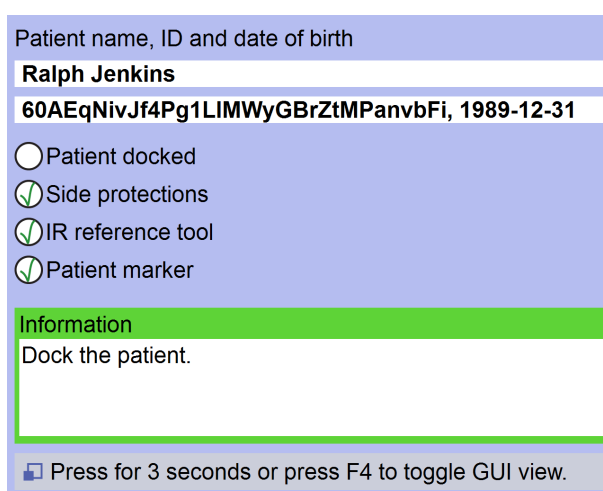 Patient name, ID and date of birth
Ralph Jenkins
60AEqNivJf4Pg1LIMWyGBrZtMPanvbFi, 1989-12-31
Patient docked
Side protections
IR reference tool
Patient marker
Information
Dock the patient.
Press for 3 seconds or press F4 to toggle GUI view.